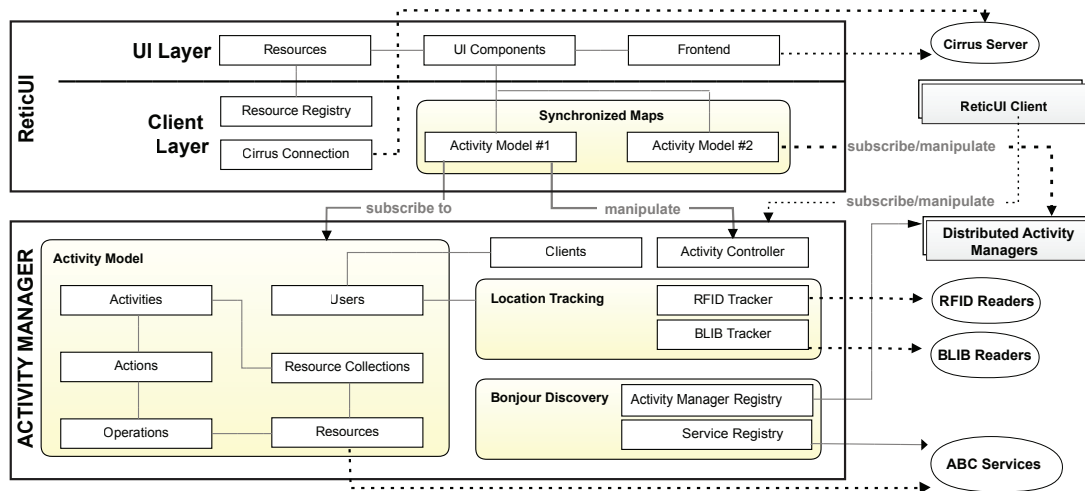 ReticUI
UI Layer
Resources
UI Components
Frontend
Cirrus Server
Client
Layer
Resource Registry
Cirrus Connection
Synchronized Maps
Activity Model #1
Activity Model #2
ReticUI Client
subscribe/manipulate
subscribe to
manipulate
subscribe/manipulate
ACTIVITY MANAGER
Activity Model
Activities
Users
Actions
Resource Collections
Operations
Resources
Clients
Activity Controller
Location Tracking
RFID Tracker
BLIB Tracker
Bonjour Discovery
Activity Manager Registry
Service Registry
Distributed Activity
Managers
RFID Readers
BLIB Readers
ABC Services